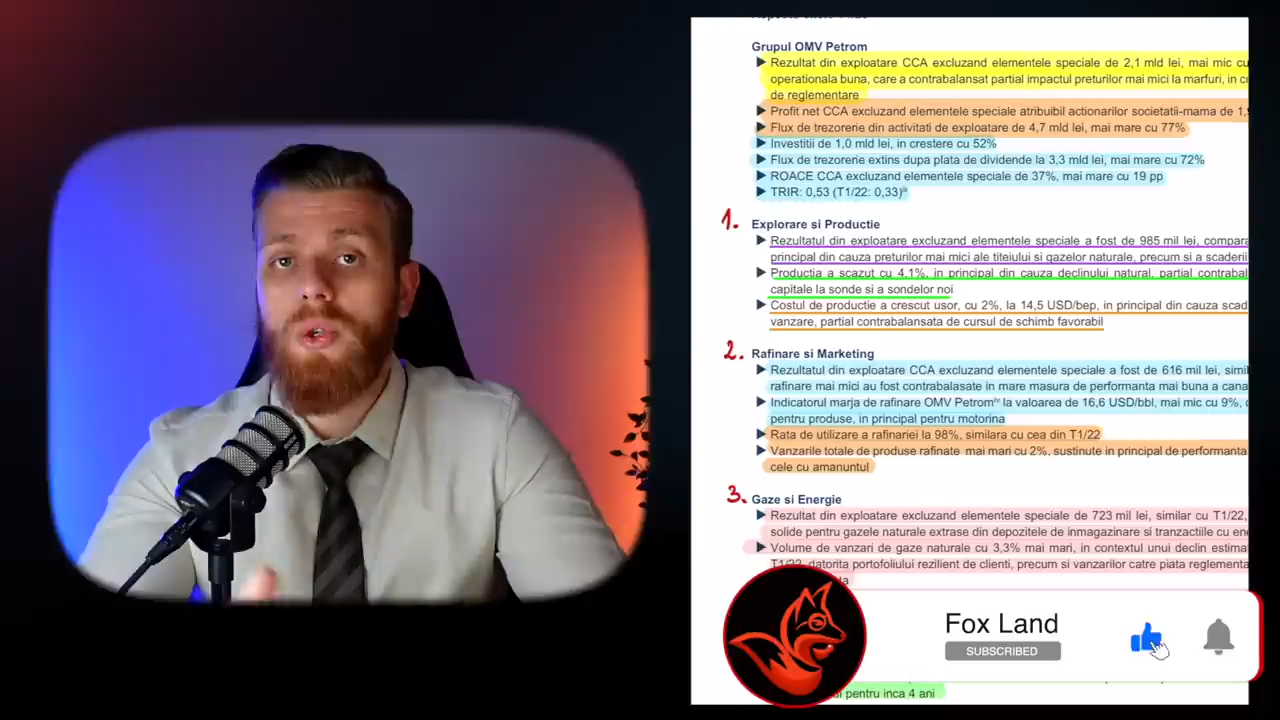 Grupul OMV Petrom
Rezultat din exploatare CCA excluzand elementele speciale de 2,1 mld lei, mai mic cu
operationala buna, care a contrabalansat partial impactul preturilor mai mici la marfuri, in
de reglementare
Profit net CCA excluzand elementele speciale atribuibil actionarilor societatii-mama de
Flux de trezorerie din activitati de exploatare de 4,7 mld lei, mai mare cu 77%
Investitii de 1,0 mld lei, in crestere cu 52%
Flux de trezorerie extins dupa plata de dividende la 3,3 mld lei, mai mare cu 72%
ROACE CCA excluzand elementele speciale de 37%, mai mare cu 19 pp
TRIR: 0,53 (T1/22: 0,33)
1. Explorare si Productie
Rezultatul din exploatare excluzand elementele speciale a fost de 985 mil lei,
principal din cauza preturilor mai mici ale titeiului si gazelor naturale, precum si a scaderii
Productia a scazut cu 4,1%, in principal din cauza declinului natural, partial
capitale la sonde si a sondelor noi
Costul de productie a crescut usor, cu 2%, la 14,5 USD/bep, in principal din cauza
vanzare, partial contrabalansata de cursul de schimb favorabil
2. Rafinare si Marketing
Rezultatul din exploatare CCA excluzand elementele speciale a fost de 616 mil lei,
rafinare mai mici au fost contrabalasate in mare masura de performanta mai buna a
Indicatorul marja de rafinare OMV Petromⁱᵛ la valoarea de 16,6 USD/bbl, mai mic cu 9%,
pentru produse, in principal pentru motorina
Rata de utilizare a rafinariei la 98%, similara cu cea din T1/22
Vanzarile totale de produse rafinate mai mari cu 2%, sustinute in principal de performanta
cele cu amanuntul
3. Gaze si Energie
Rezultat din exploatare excluzand elementele speciale de 723 mil lei, similar cu T1/22,
solide pentru gazele naturale extrase din depozitele de inmagazinare si tranzactiile cu
Volume de vanzari de gaze naturale cu 3,3% mai mari, in contextul unui declin
T1/22, datorita portofoliului rezilient de clienti, precum si vanzarilor catre piata
Fox Land
SUBSCRIBED
pentru inca 4 ani